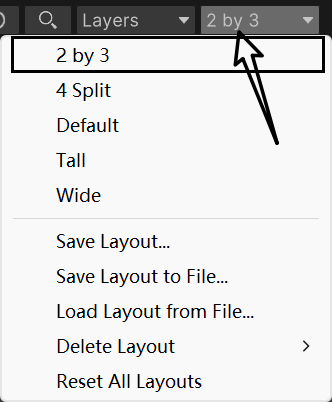 Layers
2 by 3
2 by 3
4 Split
Default
Tall
Wide
Save Layout...
Save Layout to File...
Load Layout from File...
Delete Layout
Reset All Layouts